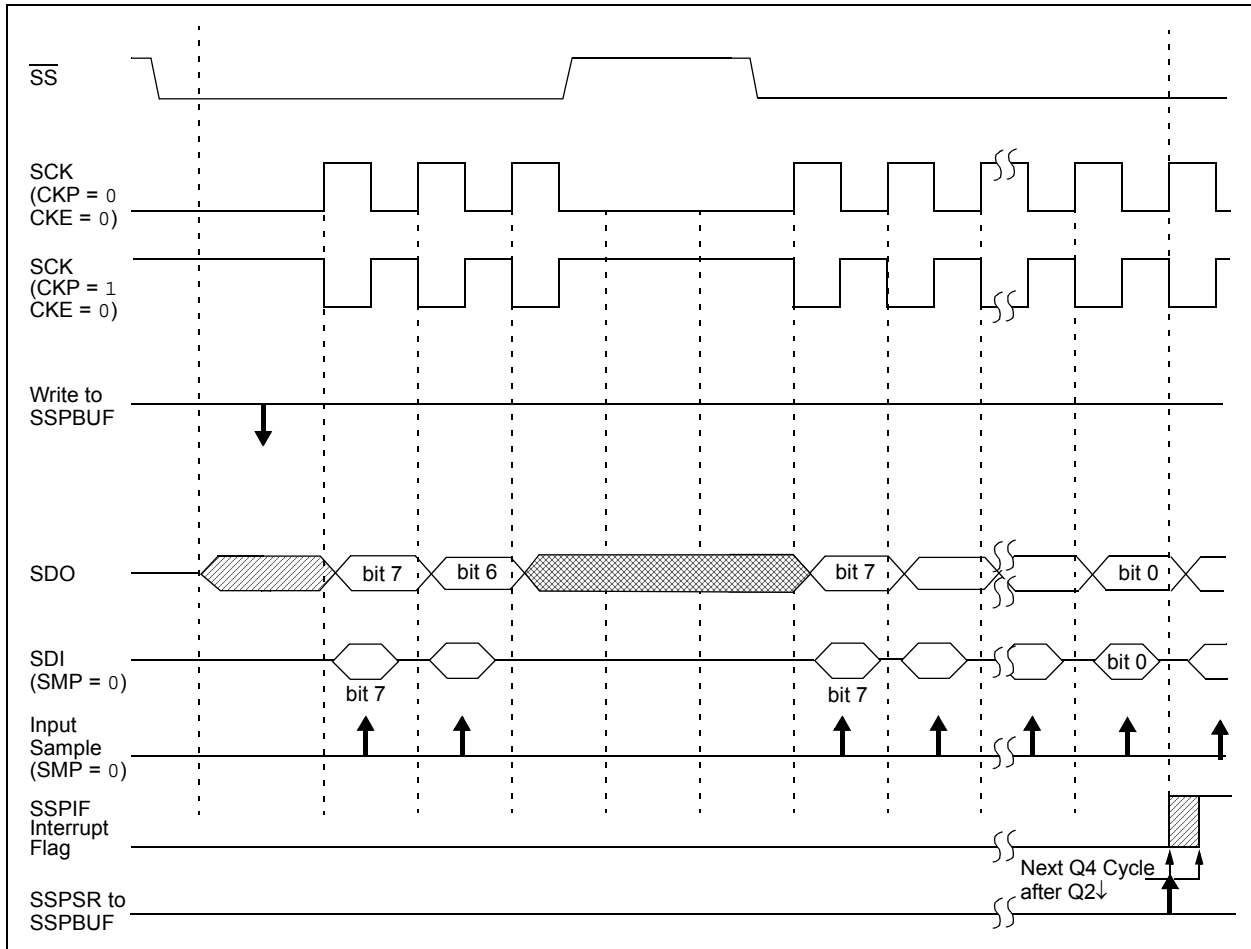 SS
SCK
(CKP = 0
CKE = 0)
SCK
(CKP = 1
CKE = 0)
Write to
SSPBUF
SDO
bit 7
bit 6
bit 7
bit 0
SDI
(SMP = 0)
bit 7
bit 7
bit 0
Input
Sample
(SMP = 0)
SSPIF
Interrupt
Flag
Next Q4 Cycle
after Q2↓
SSPSR to
SSPBUF